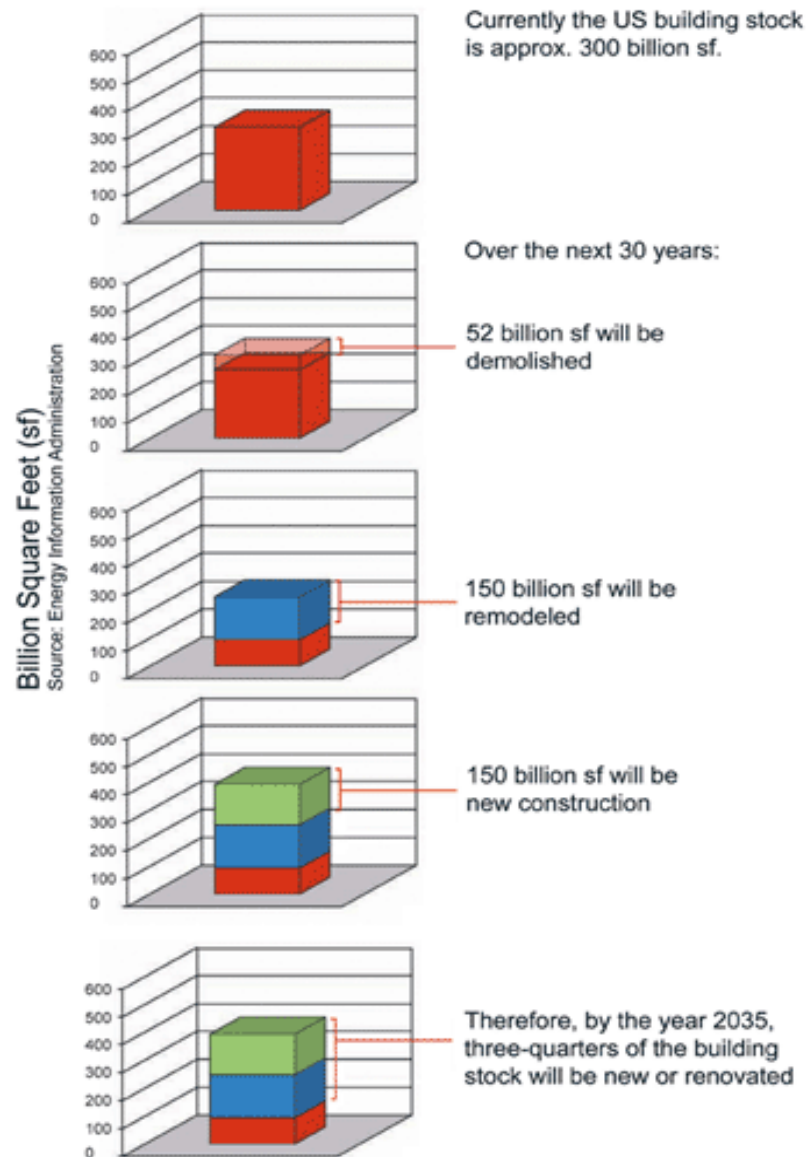 Currently the US building stock
is approx. 300 billion sf.
600
500
400
300
200
100
0
Over the next 30 years:
600
500
400
300
200
100
0
52 billion sf will be
demolished
Billion Square Feet (sf)
Source: Energy Information Administration
600
500
400
300
200
100
0
150 billion sf will be
remodeled
600
500
400
300
200
100
0
150 billion sf will be
new construction
600
500
400
300
200
100
0
Therefore, by the year 2035,
three-quarters of the building
stock will be new or renovated